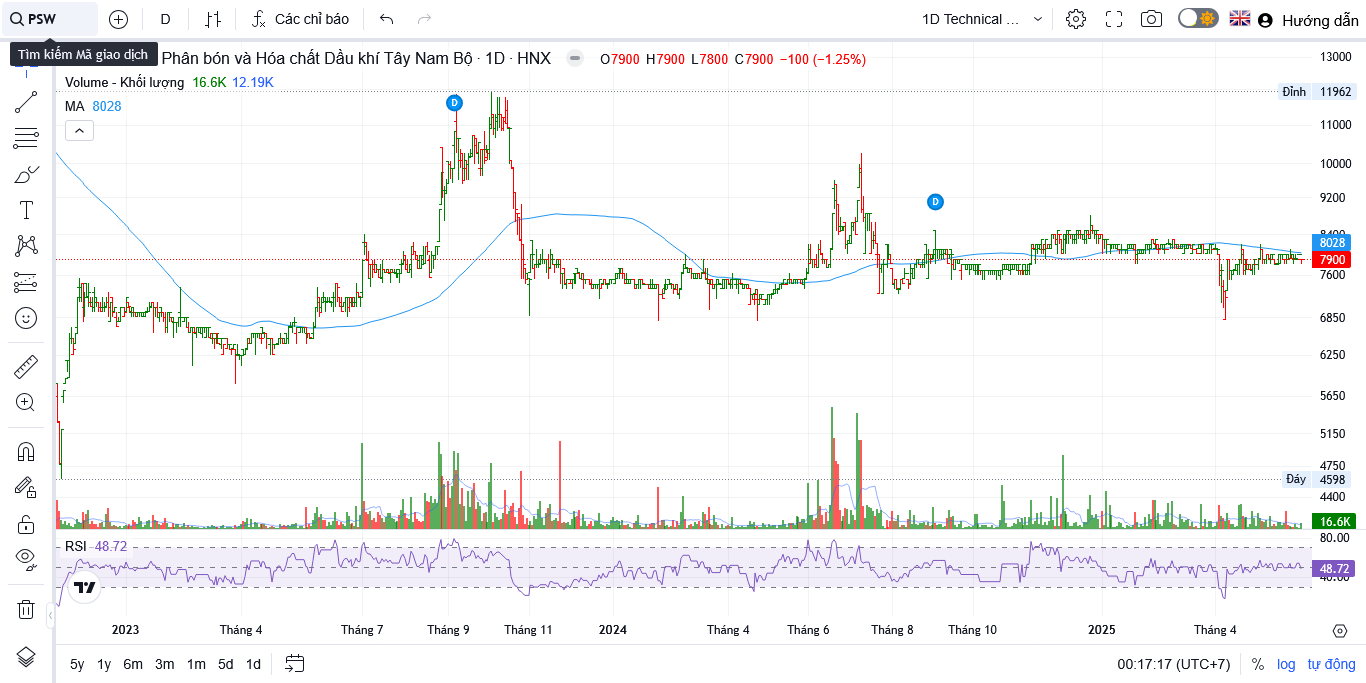 PSW D Các chỉ báo 1D Technical ... Hướng dẫn
Tìm kiếm Mã giao dịch
Phân bón và Hóa chất Dầu khí Tây Nam Bộ · 1D · HNX O7900 H7900 L7800 C7900 −100 (−1.25%)
Volume - Khối lượng 16.6K 12.19K
MA 8028
D
D
13000
Đỉnh 11962
11000
10000
9200
8400
8028
7900
7600
6850
6250
5650
5150
4750
Đáy 4598
4400
16.6K
RSI 48.72
80.00
48.72
40.00
2023 Tháng 4 Tháng 7 Tháng 9 Tháng 11 2024 Tháng 4 Tháng 6 Tháng 8 Tháng 10 2025 Tháng 4
5y 1y 6m 3m 1m 5d 1d 00:17:17 (UTC+7) % log tự động